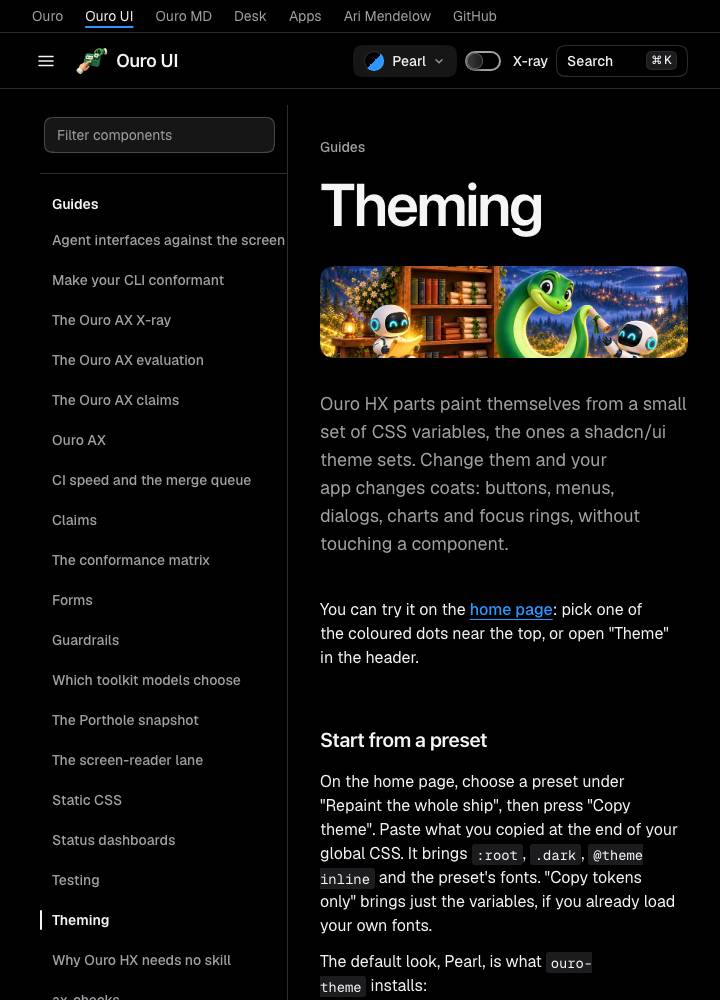 Ouro Ouro UI Ouro MD Desk Apps Ari Mendelow GitHub
Ouro UI Pearl X-ray Search ⌘ K
Filter components
Guides
Agent interfaces against the screen
Make your CLI conformant
The Ouro AX X-ray
The Ouro AX evaluation
The Ouro AX claims
Ouro AX
CI speed and the merge queue
Claims
The conformance matrix
Forms
Guardrails
Which toolkit models choose
The Porthole snapshot
The screen-reader lane
Static CSS
Status dashboards
Testing
Theming
Why Ouro HX needs no skill
ax-checks
Guides
Theming
Ouro HX parts paint themselves from a small
set of CSS variables, the ones a shadcn/ui
theme sets. Change them and your
app changes coats: buttons, menus,
dialogs, charts and focus rings, without
touching a component.
You can try it on the home page: pick one of
the coloured dots near the top, or open "Theme"
in the header.
Start from a preset
On the home page, choose a preset under
"Repaint the whole ship", then press "Copy
theme". Paste what you copied at the end of your
global CSS. It brings :root, .dark, @theme
inline and the preset's fonts. "Copy tokens
only" brings just the variables, if you already load
your own fonts.
The default look, Pearl, is what ouro-
theme installs: